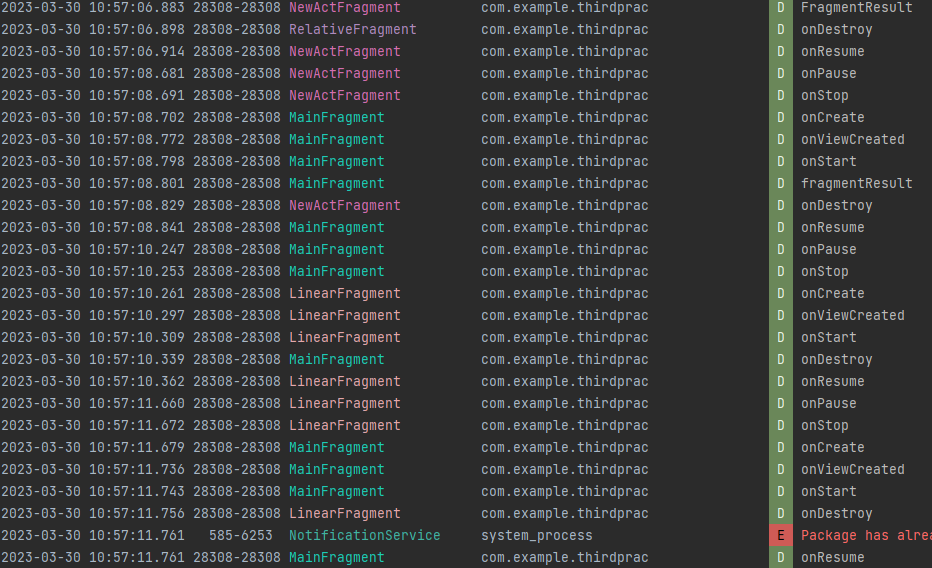 2023-03-30 10:57:06.883 28308-28308 NewActFragment com.example.thirdprac D FragmentResult
2023-03-30 10:57:06.898 28308-28308 RelativeFragment com.example.thirdprac D onDestroy
2023-03-30 10:57:06.914 28308-28308 NewActFragment com.example.thirdprac D onResume
2023-03-30 10:57:08.681 28308-28308 NewActFragment com.example.thirdprac D onPause
2023-03-30 10:57:08.691 28308-28308 NewActFragment com.example.thirdprac D onStop
2023-03-30 10:57:08.702 28308-28308 MainFragment com.example.thirdprac D onCreate
2023-03-30 10:57:08.772 28308-28308 MainFragment com.example.thirdprac D onViewCreated
2023-03-30 10:57:08.798 28308-28308 MainFragment com.example.thirdprac D onStart
2023-03-30 10:57:08.801 28308-28308 MainFragment com.example.thirdprac D fragmentResult
2023-03-30 10:57:08.829 28308-28308 NewActFragment com.example.thirdprac D onDestroy
2023-03-30 10:57:08.841 28308-28308 MainFragment com.example.thirdprac D onResume
2023-03-30 10:57:10.247 28308-28308 MainFragment com.example.thirdprac D onPause
2023-03-30 10:57:10.253 28308-28308 MainFragment com.example.thirdprac D onStop
2023-03-30 10:57:10.261 28308-28308 LinearFragment com.example.thirdprac D onCreate
2023-03-30 10:57:10.297 28308-28308 LinearFragment com.example.thirdprac D onViewCreated
2023-03-30 10:57:10.309 28308-28308 LinearFragment com.example.thirdprac D onStart
2023-03-30 10:57:10.339 28308-28308 MainFragment com.example.thirdprac D onDestroy
2023-03-30 10:57:10.362 28308-28308 LinearFragment com.example.thirdprac D onResume
2023-03-30 10:57:11.660 28308-28308 LinearFragment com.example.thirdprac D onPause
2023-03-30 10:57:11.672 28308-28308 LinearFragment com.example.thirdprac D onStop
2023-03-30 10:57:11.679 28308-28308 MainFragment com.example.thirdprac D onCreate
2023-03-30 10:57:11.736 28308-28308 MainFragment com.example.thirdprac D onViewCreated
2023-03-30 10:57:11.743 28308-28308 MainFragment com.example.thirdprac D onStart
2023-03-30 10:57:11.756 28308-28308 LinearFragment com.example.thirdprac D onDestroy
2023-03-30 10:57:11.761 585-6253 NotificationService system_process E Package has alrea
2023-03-30 10:57:11.761 28308-28308 MainFragment com.example.thirdprac D onResume